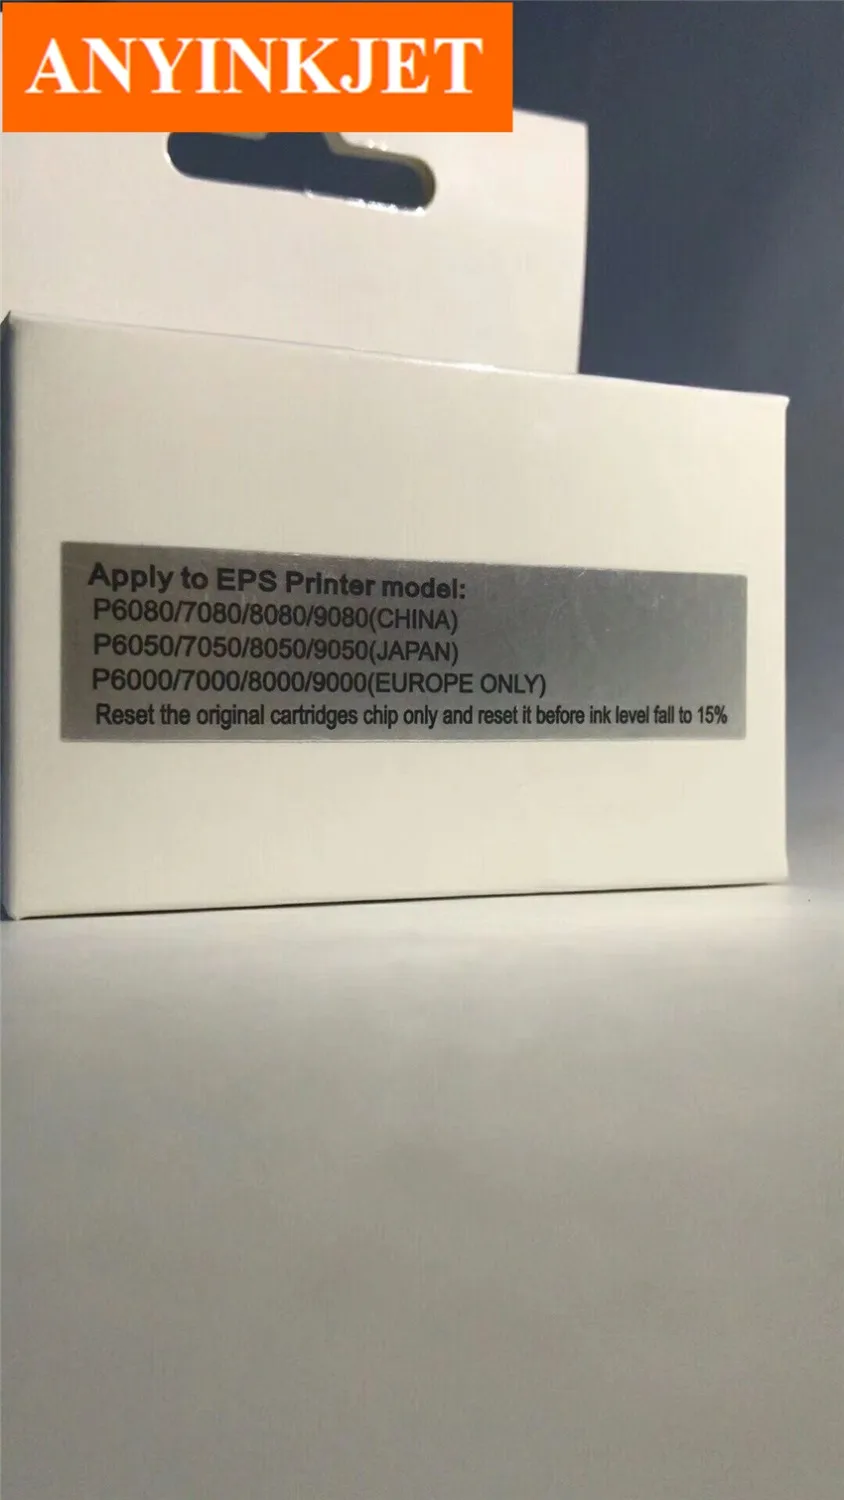 ANYINKJET
Apply to EPS Printer model:
P6080/7080/8080/9080(CHINA)
P6050/7050/8050/9050(JAPAN)
P6000/7000/8000/9000(EUROPE ONLY)
Reset the original cartridges chip only and reset it before ink level fall to 15%